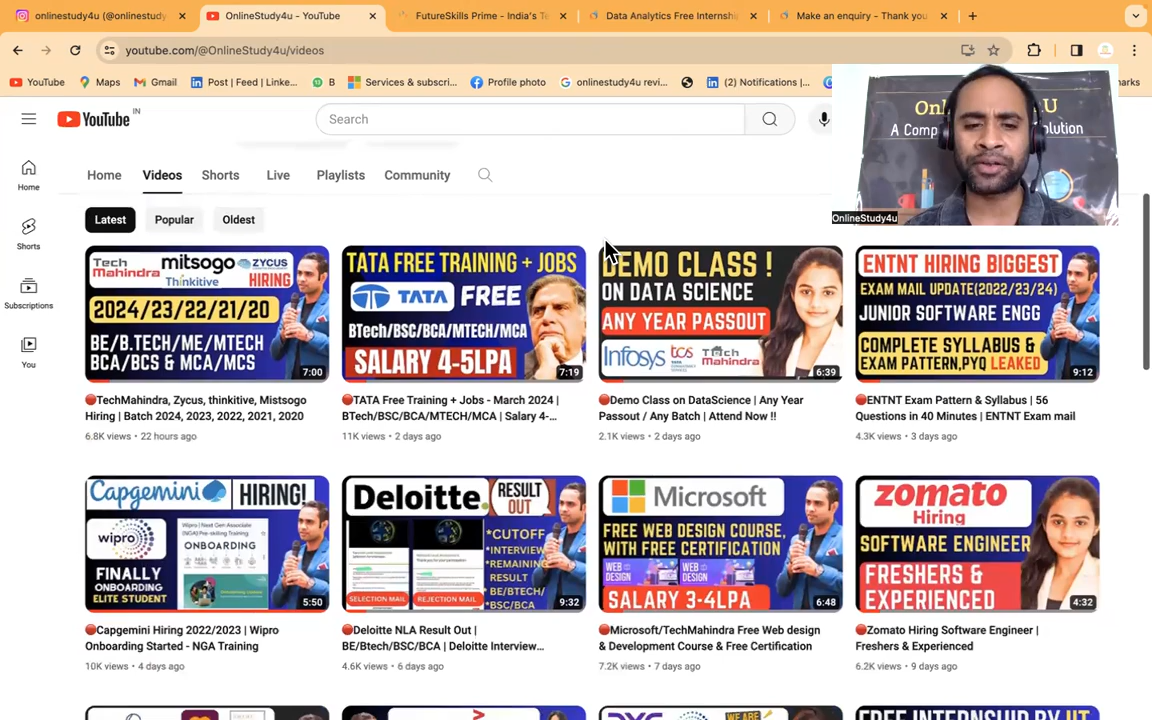 onlinestudy4u (@onlinestudy
OnlineStudy4u - YouTube
FutureSkills Prime - India's Te
Data Analytics Free Internshi
Make an enquiry – Thank you
youtube.com/@OnlineStudy4u/videos
YouTube
Maps
Gmail
Post | Feed | Linke...
B
Services & subscri...
Profile photo
onlinestudy4u revi...
(2) Notifications |...
marks
YouTube IN
Search
A Comp
lution
OnlineStudy4u
Home
Shorts
Subscriptions
You
Home
Videos
Shorts
Live
Playlists
Community
Latest
Popular
Oldest
Tech Mahindra
mitsogo
ZYCUS
Thinkitive
HIRING
2024/23/22/21/20
BE/B.TECH/ME/MTECH
BCA/BCS & MCA/MCS
7:00
TATA FREE TRAINING + JOBS
TATA
FREE
BTech/BSC/BCA/MTECH/MCA
SALARY 4-5LPA
7:19
DEMO CLASS !
ON DATA SCIENCE
ANY YEAR PASSOUT
Infosys
tcs
TECH Mahindra
6:39
ENTNT HIRING BIGGEST
EXAM MAIL UPDATE(2022/23/24)
JUNIOR SOFTWARE ENGG
COMPLETE SYLLABUS &
EXAM PATTERN,PYQ LEAKED
9:12
TechMahindra, Zycus, thinkitive, Mistsogo
Hiring | Batch 2024, 2023, 2022, 2021, 2020
6.8K views • 22 hours ago
TATA Free Training + Jobs - March 2024 |
BTech/BSC/BCA/MTECH/MCA | Salary 4-...
11K views • 2 days ago
Demo Class on DataScience | Any Year
Passout / Any Batch | Attend Now !!
2.1K views • 2 days ago
ENTNT Exam Pattern & Syllabus | 56
Questions in 40 Minutes | ENTNT Exam mail
4.3K views • 3 days ago
Capgemini
HIRING!
wipro
ONBOARDING
FINALLY
ONBOARDING
ELITE STUDENT
5:50
Deloitte.
RESULT
OUT
*CUTOFF
*INTERVIEW
*REMAINING
RESULT
*BE/BTECH/
*BSC/BCA
SELECTION MAIL
REJECTION MAIL
9:32
Microsoft
FREE WEB DESIGN COURSE,
WITH FREE CERTIFICATION
WEB DESIGN
WEB DESIGN
SALARY 3-4LPA
6:48
zomato
Hiring
SOFTWARE ENGINEER
FRESHERS &
EXPERIENCED
4:32
Capgemini Hiring 2022/2023 | Wipro
Onboarding Started - NGA Training
10K views • 4 days ago
Deloitte NLA Result Out |
BE/Btech/BSC/BCA | Deloitte Interview...
4.6K views • 6 days ago
Microsoft/TechMahindra Free Web design
& Development Course & Free Certification
7.2K views • 7 days ago
Zomato Hiring Software Engineer |
Freshers & Experienced
6.2K views • 9 days ago
WE ARE